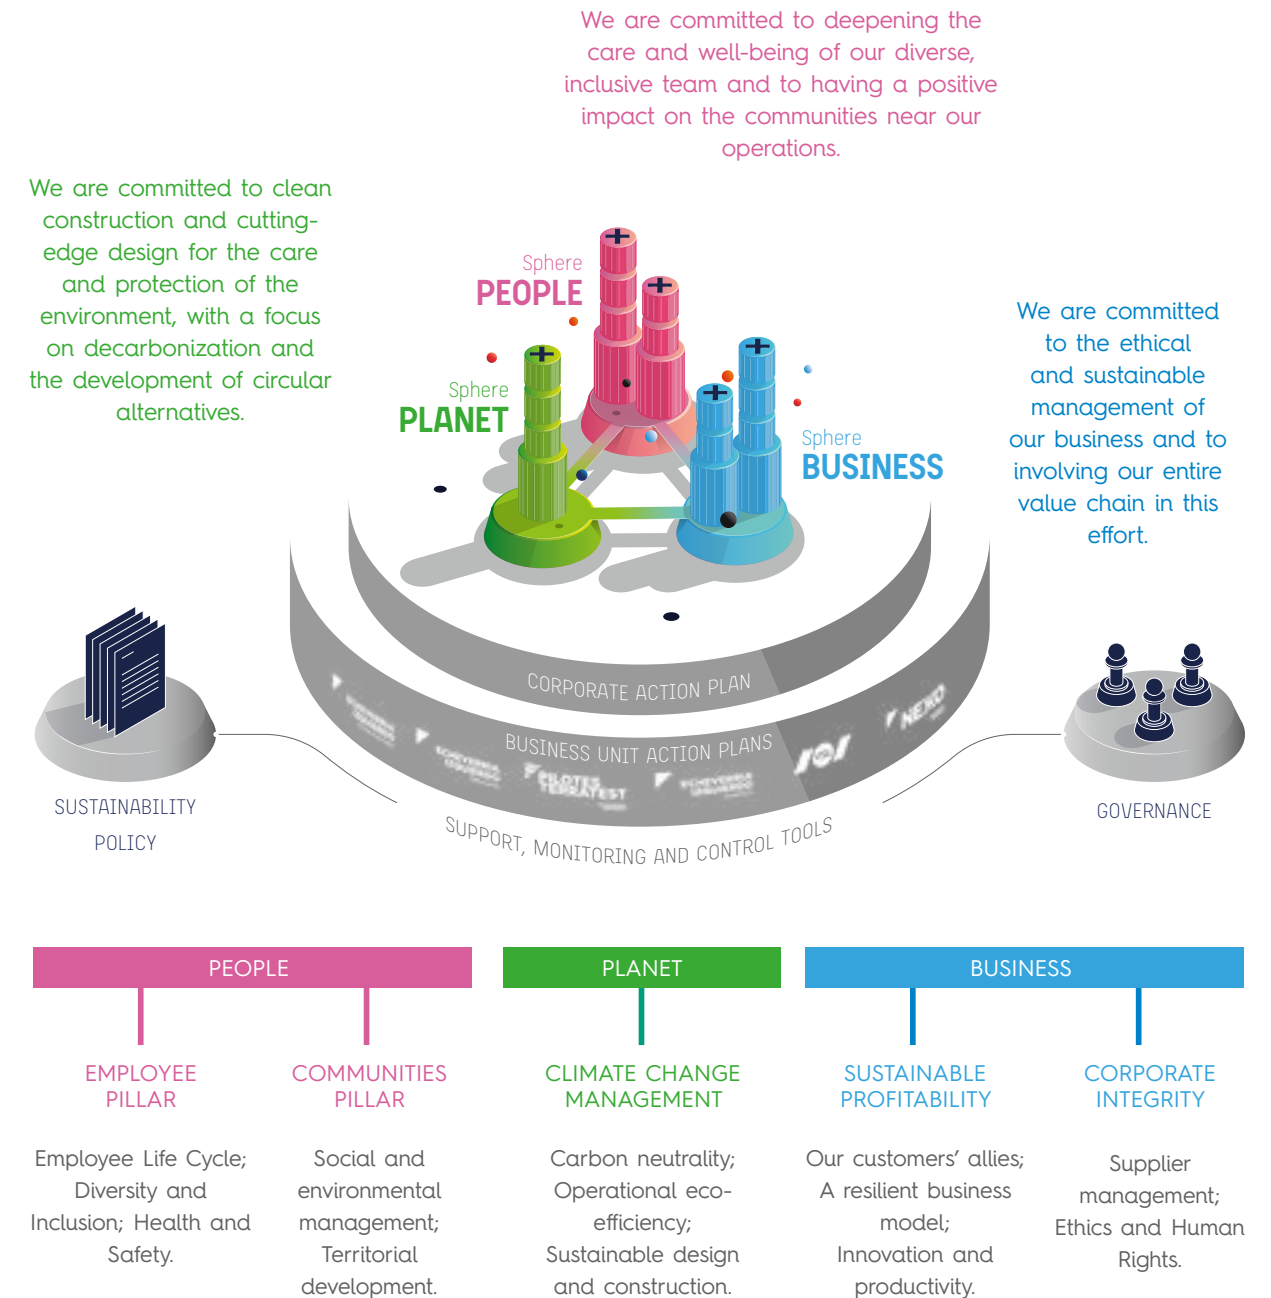 We are committed to deepening the
care and well-being of our diverse,
inclusive team and to having a positive
impact on the communities near our
operations.
We are committed to clean
construction and cutting-
edge design for the care
and protection of the
environment, with a focus
on decarbonization and
the development of circular
alternatives.
Sphere
PEOPLE
Sphere
PLANET
We are committed
to the ethical
and sustainable
management of
our business and to
involving our entire
value chain in this
effort.
Sphere
BUSINESS
CORPORATE ACTION PLAN
BUSINESS UNIT ACTION PLANS
ECHEVERRIA
IZQUIERDO
PILOTES
TERRATEST
ECHEVERRIA
IZQUIERDO
NEXO
SUPPORT, MONITORING AND CONTROL TOOLS
SUSTAINABILITY
POLICY
GOVERNANCE
PEOPLE
PLANET
BUSINESS
EMPLOYEE
PILLAR
Employee Life Cycle;
Diversity and
Inclusion; Health and
Safety.
COMMUNITIES
PILLAR
Social and
environmental
management;
Territorial
development.
CLIMATE CHANGE
MANAGEMENT
Carbon neutrality;
Operational eco-
efficiency;
Sustainable design
and construction.
SUSTAINABLE
PROFITABILITY
Our customers’ allies;
A resilient business
model;
Innovation and
productivity.
CORPORATE
INTEGRITY
Supplier
management;
Ethics and Human
Rights.